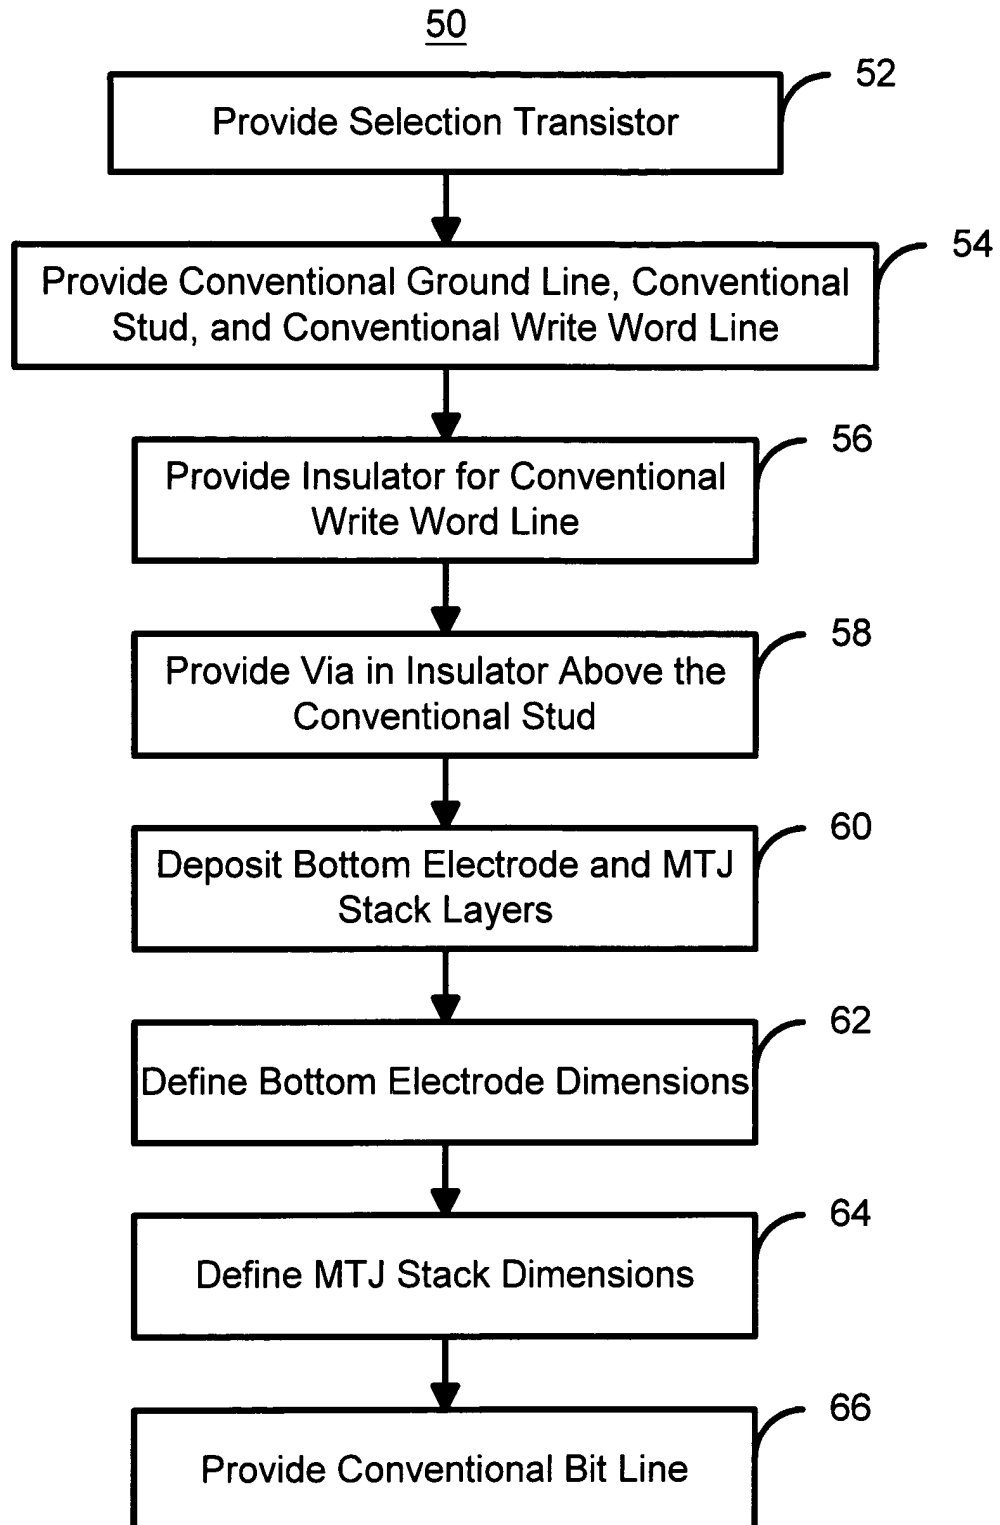 50
52
Provide Selection Transistor
54
Provide Conventional Ground Line, Conventional
Stud, and Conventional Write Word Line
56
Provide Insulator for Conventional
Write Word Line
58
Provide Via in Insulator Above the
Conventional Stud
60
Deposit Bottom Electrode and MTJ
Stack Layers
62
Define Bottom Electrode Dimensions
64
Define MTJ Stack Dimensions
66
Provide Conventional Bit Line